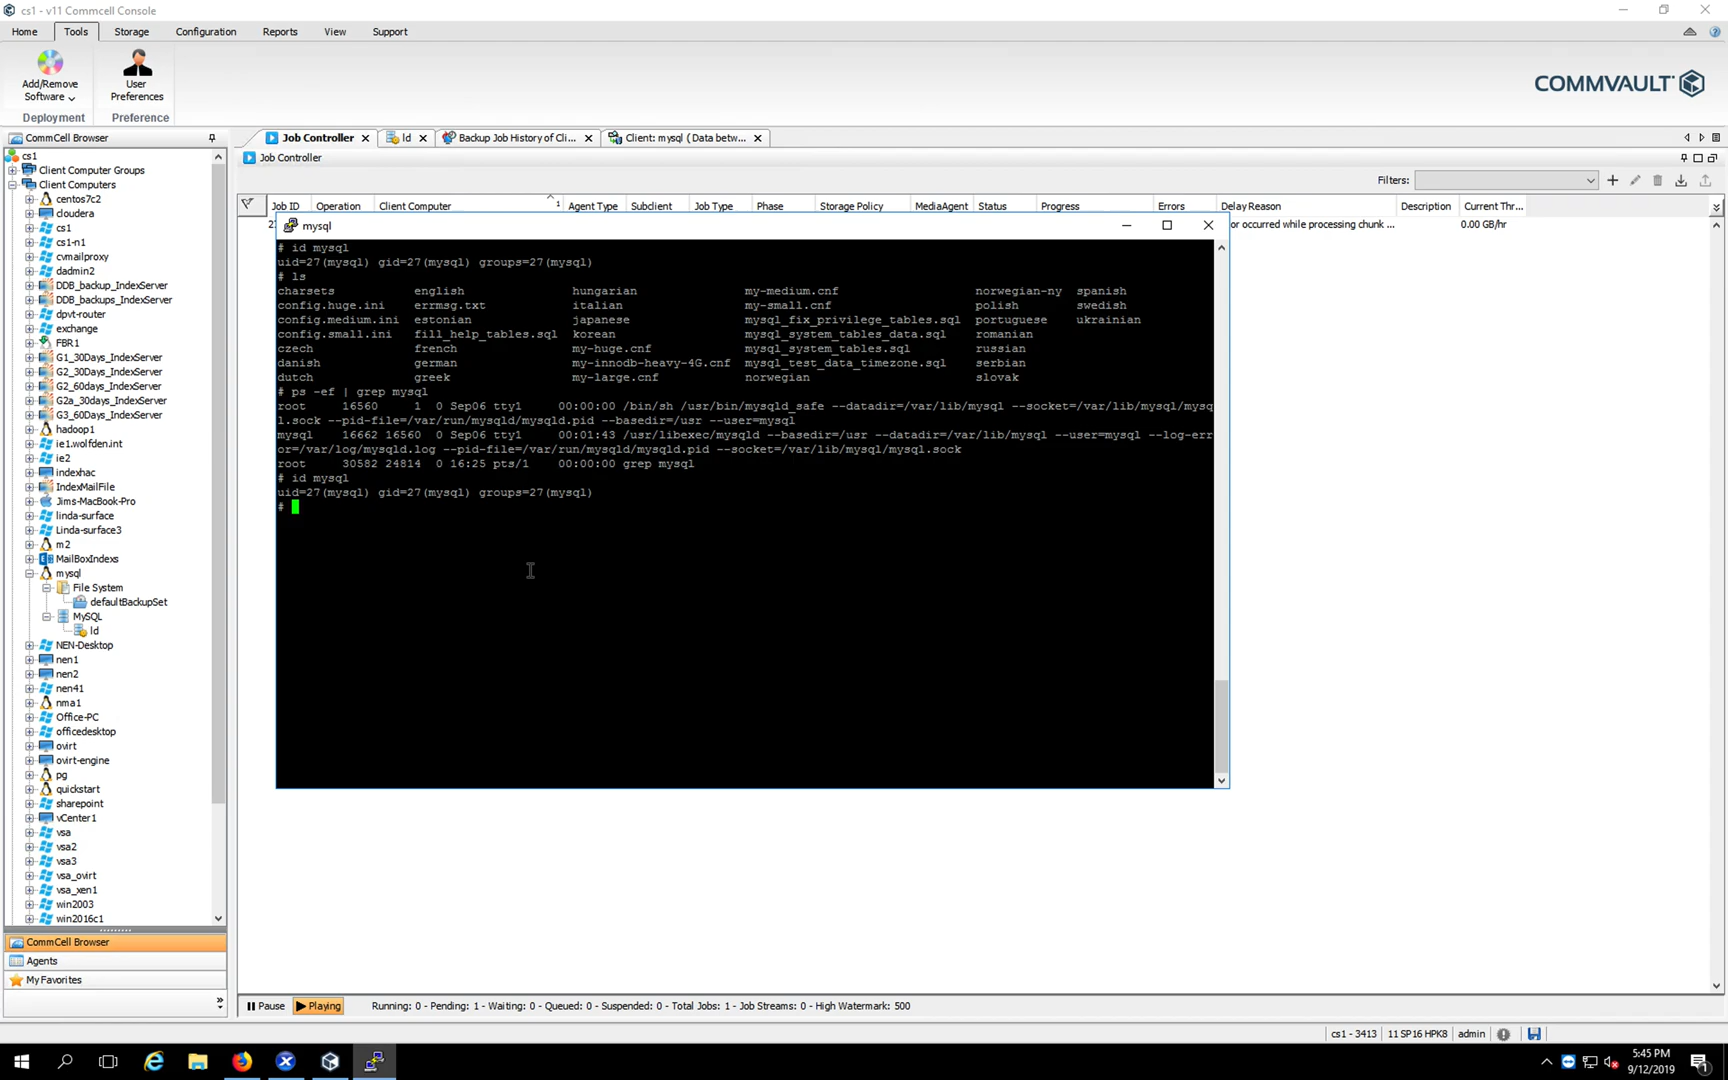 cs1 - v11 Commcell Console
Home Tools Storage Configuration Reports View Support
Add/Remove Software
User Preferences
Deployment Preference
COMMVAULT
CommCell Browser
Job Controller ld Backup Job History of Cli... Client: mysql ( Data betw...
Job Controller
Filters:
Job ID Operation Client Computer 1 Agent Type Subclient Job Type Phase Storage Policy MediaAgent Status Progress Errors Delay Reason Description Current Thr...
or occurred while processing chunk ... 0.00 GB/hr
cs1
Client Computer Groups
Client Computers
centos7c2
cloudera
cs1
cs1-n1
cvmailproxy
dadmin2
DDB_backup_IndexServer
DDB_backups_IndexServer
dpvt-router
exchange
FBR1
G1_30Days_IndexServer
G2_30days_IndexServer
G2_60days_IndexServer
G2a_30days_IndexServer
G3_60Days_IndexServer
hadoop1
ie1.wolfden.int
ie2
indexhac
IndexMailFile
Jims-MacBook-Pro
linda-surface
Linda-surface3
m2
MailBoxIndexs
mysql
File System
defaultBackupSet
MySQL
ld
NEN-Desktop
nen1
nen2
nen41
nma1
Office-PC
officedesktop
ovirt
ovirt-engine
pg
quickstart
sharepoint
vCenter1
vsa
vsa2
vsa3
vsa_ovirt
vsa_xen1
win2003
win2016c1
CommCell Browser
Agents
My Favorites
mysql
# id mysql
uid=27(mysql) gid=27(mysql) groups=27(mysql)
# ls
charsets english hungarian my-medium.cnf norwegian-ny spanish
config.huge.ini errmsg.txt italian my-small.cnf polish swedish
config.medium.ini estonian japanese mysql_fix_privilege_tables.sql portuguese ukrainian
config.small.ini fill_help_tables.sql korean mysql_system_tables_data.sql romanian
czech french my-huge.cnf mysql_system_tables.sql russian
danish german my-innodb-heavy-4G.cnf mysql_test_data_timezone.sql serbian
dutch greek my-large.cnf norwegian slovak
# ps -ef | grep mysql
root 16560 1 0 Sep06 tty1 00:00:00 /bin/sh /usr/bin/mysqld_safe --datadir=/var/lib/mysql --socket=/var/lib/mysql/mysq
l.sock --pid-file=/var/run/mysqld/mysqld.pid --basedir=/usr --user=mysql
mysql 16662 16560 0 Sep06 tty1 00:01:43 /usr/libexec/mysqld --basedir=/usr --datadir=/var/lib/mysql --user=mysql --log-err
or=/var/log/mysqld.log --pid-file=/var/run/mysqld/mysqld.pid --socket=/var/lib/mysql/mysql.sock
root 30582 24814 0 16:25 pts/1 00:00:00 grep mysql
# id mysql
uid=27(mysql) gid=27(mysql) groups=27(mysql)
#
Pause Playing Running: 0 - Pending: 1 - Waiting: 0 - Queued: 0 - Suspended: 0 - Total Jobs: 1 - Job Streams: 0 - High Watermark: 500
cs1 - 3413 11 SP16 HPK8 admin
5:45 PM
9/12/2019
1